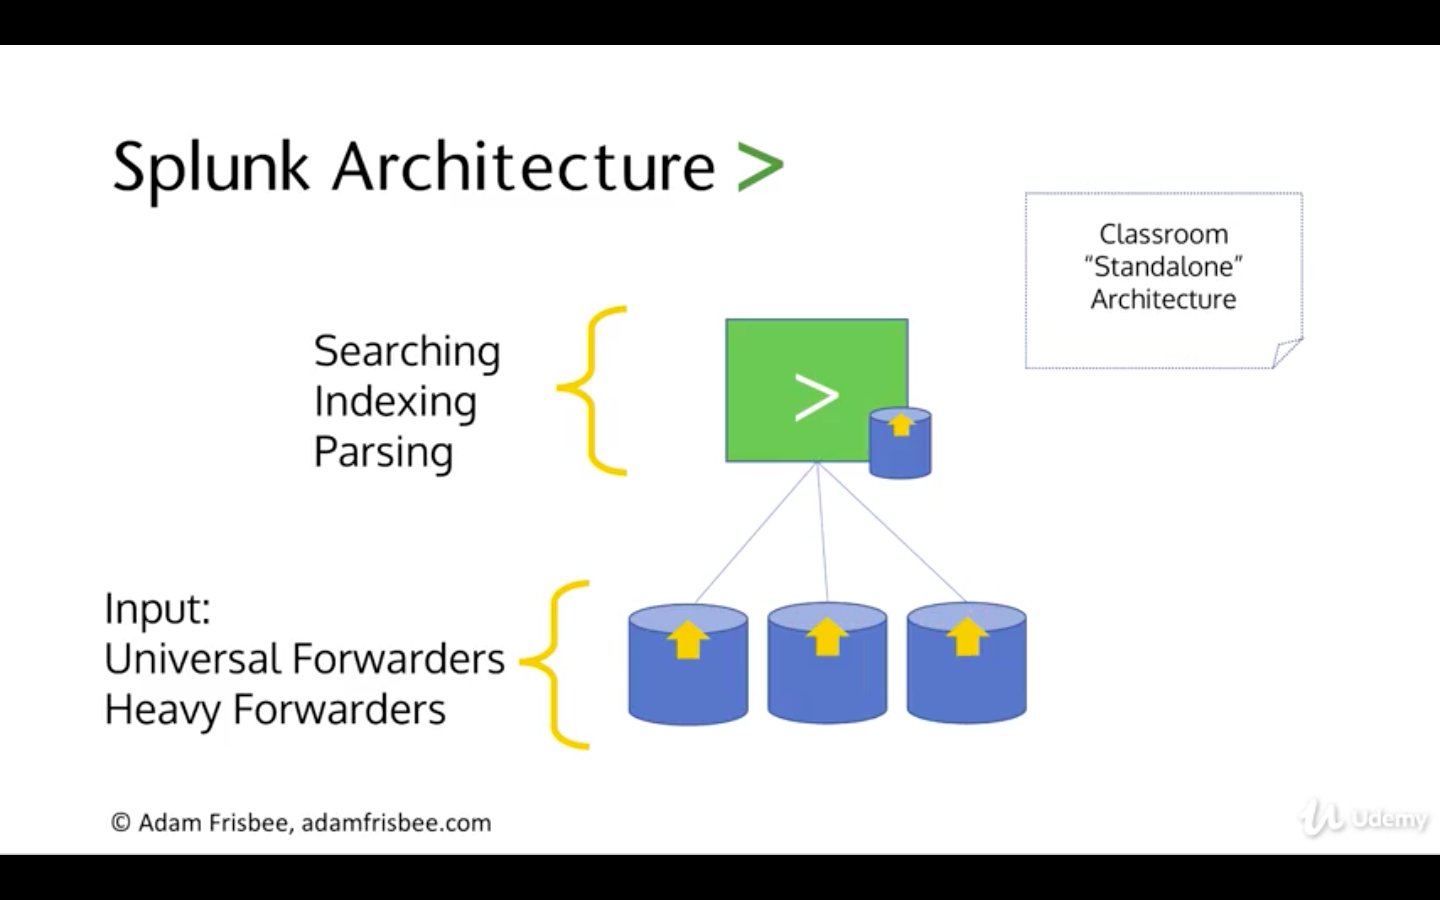 Splunk Architecture >
Classroom
“Standalone”
Architecture
Searching
Indexing
Parsing
>
Input:
Universal Forwarders
Heavy Forwarders
© Adam Frisbee, adamfrisbee.com
Udemy